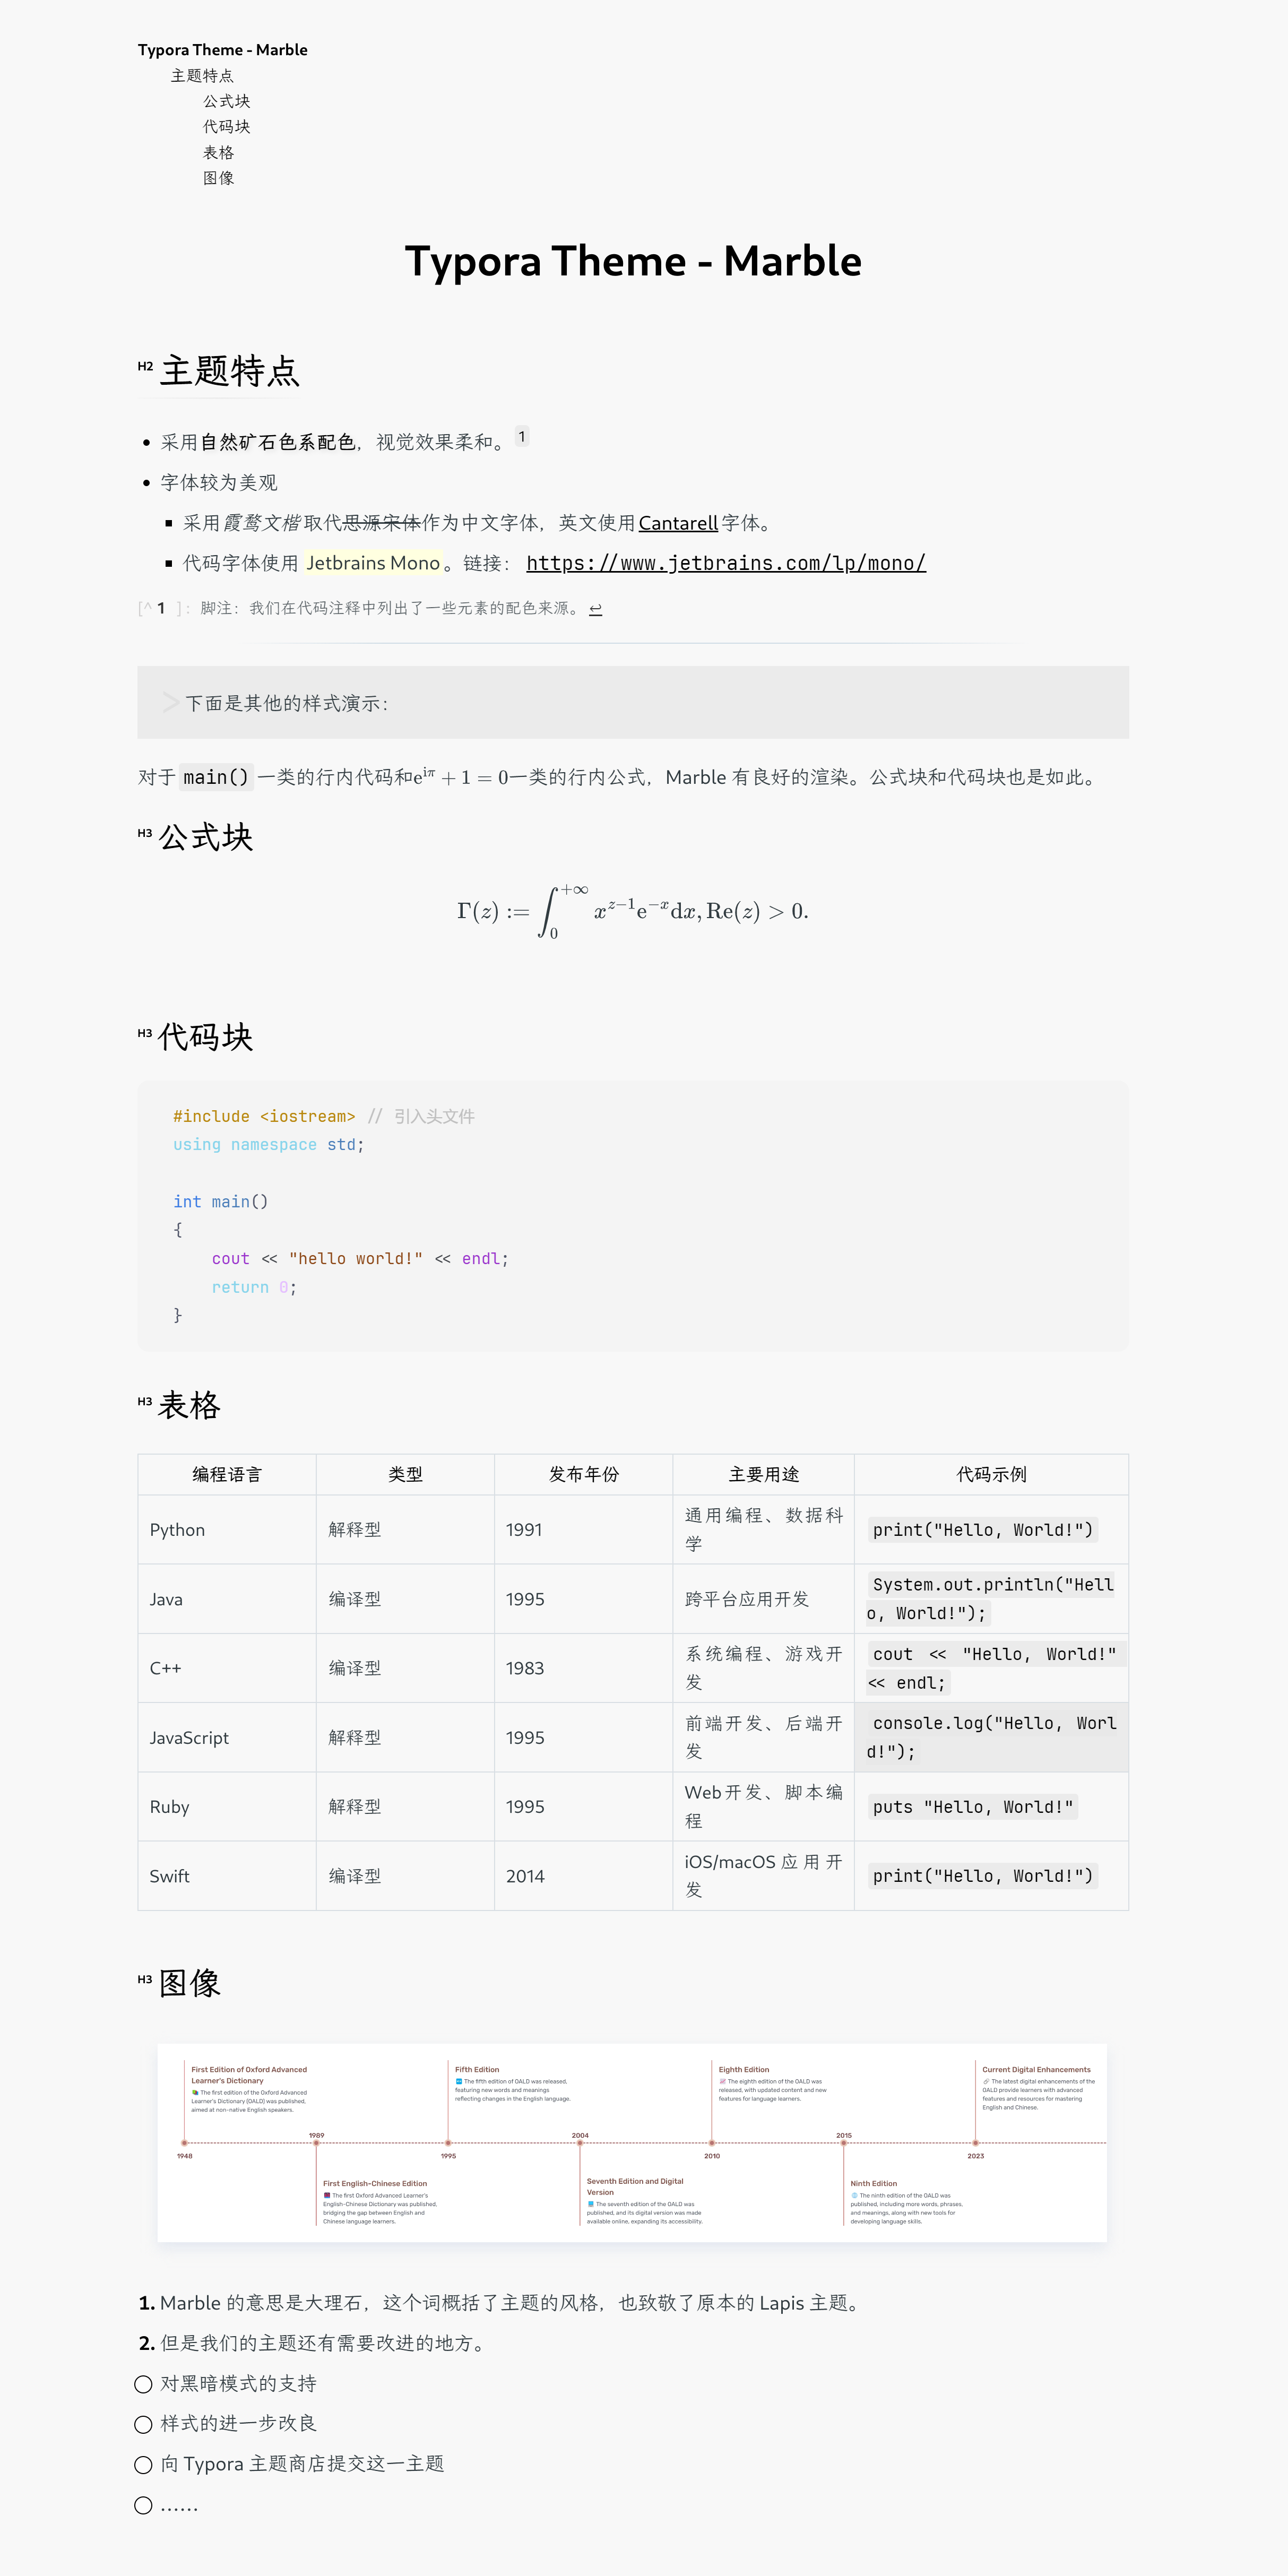 Typora Theme - Marble
主题特点
公式块
代码块
表格
图像
Typora Theme - Marble
H2 主题特点
采用自然矿石色系配色，视觉效果柔和。 1
字体较为美观
采用霞鹜文楷取代思源宋体作为中文字体，英文使用Cantarell字体。
代码字体使用 Jetbrains Mono 。链接： https://www.jetbrains.com/lp/mono/
[^ 1 ]: 脚注：我们在代码注释中列出了一些元素的配色来源。 ↩
> 下面是其他的样式演示：
对于 main() 一类的行内代码和e^{iπ} + 1 = 0一类的行内公式，Marble 有良好的渲染。公式块和代码块也是如此。
H3 公式块
Γ(z) := ∫_0^{+∞} x^{z−1}e^{−x}dx, Re(z) > 0.
H3 代码块
#include <iostream> // 引入头文件
using namespace std;
int main()
{
cout << "hello world!" << endl;
return 0;
}
H3 表格
编程语言 类型 发布年份 主要用途 代码示例
Python 解释型 1991 通用编程、数据科 print("Hello, World!")
学
Java 编译型 1995 跨平台应用开发 System.out.println("Hell
o, World!");
C++ 编译型 1983 系统编程、游戏开 cout << "Hello, World!"
发 << endl;
JavaScript 解释型 1995 前端开发、后端开 console.log("Hello, Worl
发 d!");
Ruby 解释型 1995 Web开发、脚本编 puts "Hello, World!"
程
Swift 编译型 2014 iOS/macOS应用开 print("Hello, World!")
发
H3 图像
First Edition of Oxford Advanced
Learner's Dictionary
The first edition of the Oxford Advanced
Learner's Dictionary (OALD) was published,
aimed at non-native English speakers.
Fifth Edition
The fifth edition of OALD was released,
featuring new words and meanings
reflecting changes in the English language.
Eighth Edition
The eighth edition of the OALD was
released, with updated content and new
features for language learners.
Current Digital Enhancements
The latest digital enhancements of the
OALD provide learners with advanced
features and resources for mastering
English and Chinese.
1989 2004 2015
1948 1995 2010 2023
First English-Chinese Edition
The first Oxford Advanced Learner's
English-Chinese Dictionary was published,
bridging the gap between English and
Chinese language learners.
Seventh Edition and Digital
Version
The seventh edition of the OALD was
published, and its digital version was made
available online, expanding its accessibility.
Ninth Edition
The ninth edition of the OALD was
published, including more words, phrases,
and meanings, along with new tools for
developing language skills.
1. Marble 的意思是大理石，这个词概括了主题的风格，也致敬了原本的 Lapis 主题。
2. 但是我们的主题还有需要改进的地方。
对黑暗模式的支持
样式的进一步改良
向 Typora 主题商店提交这一主题
……